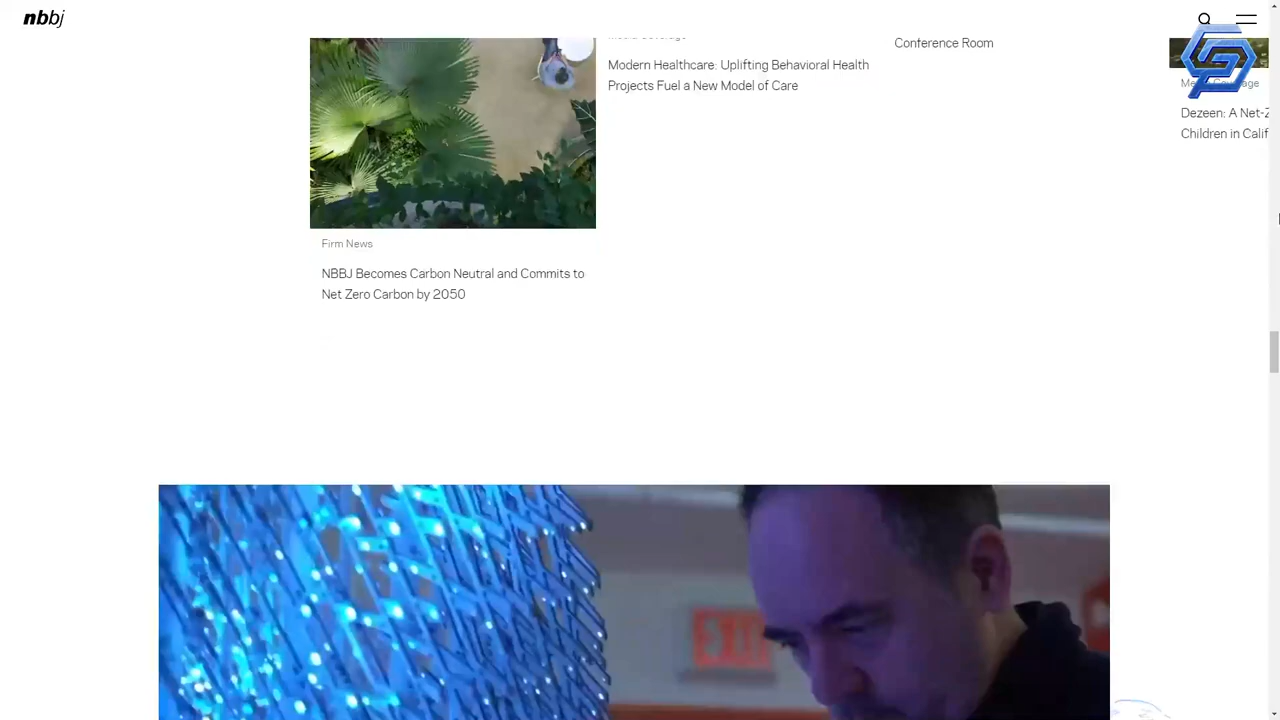 nbbj
Conference Room
Modern Healthcare: Uplifting Behavioral Health
Projects Fuel a New Model of Care
Dezeen: A Net-Z
Children in Calif
Firm News
NBBJ Becomes Carbon Neutral and Commits to
Net Zero Carbon by 2050
EXIT